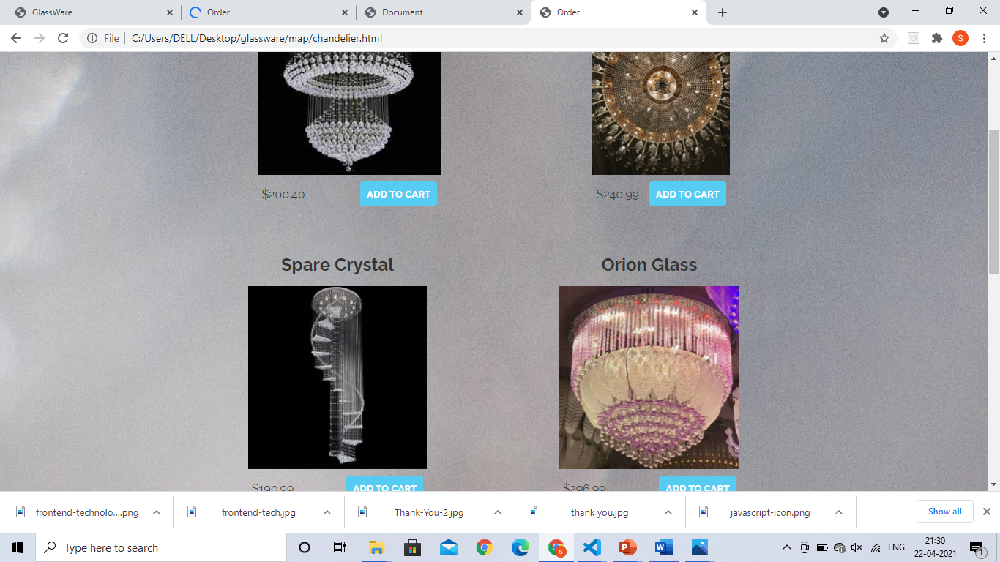 GlassWare
Order
Document
Order
S
File
C:/Users/DELL/Desktop/glassware/map/chandelier.html
$200.40
ADD TO CART
$240.99
ADD TO CART
Spare Crystal
Orion Glass
$190.99
ADD TO CART
$296.99
ADD TO CART
frontend-technolo....png
frontend-tech.jpg
Thank-You-2.jpg
thank you.jpg
javascript-icon.png
Show all
Type here to search
S
P
W
ENG
21:30
22-04-2021
1